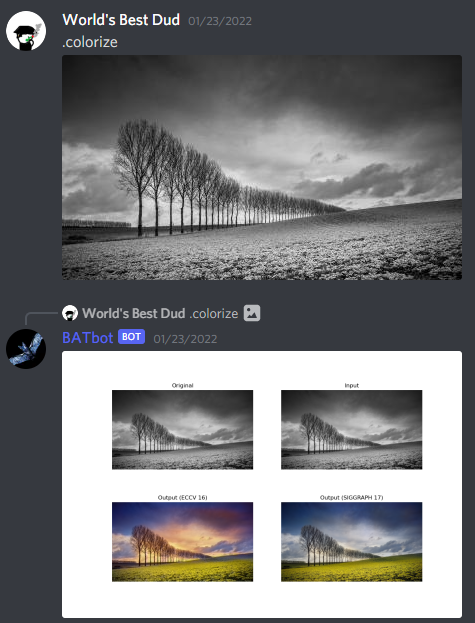 World's Best Dud 01/23/2022
.colorize
World's Best Dud .colorize
BATbot BOT 01/23/2022
Original Input
Output (ECCV 16) Output (SIGGRAPH 17)